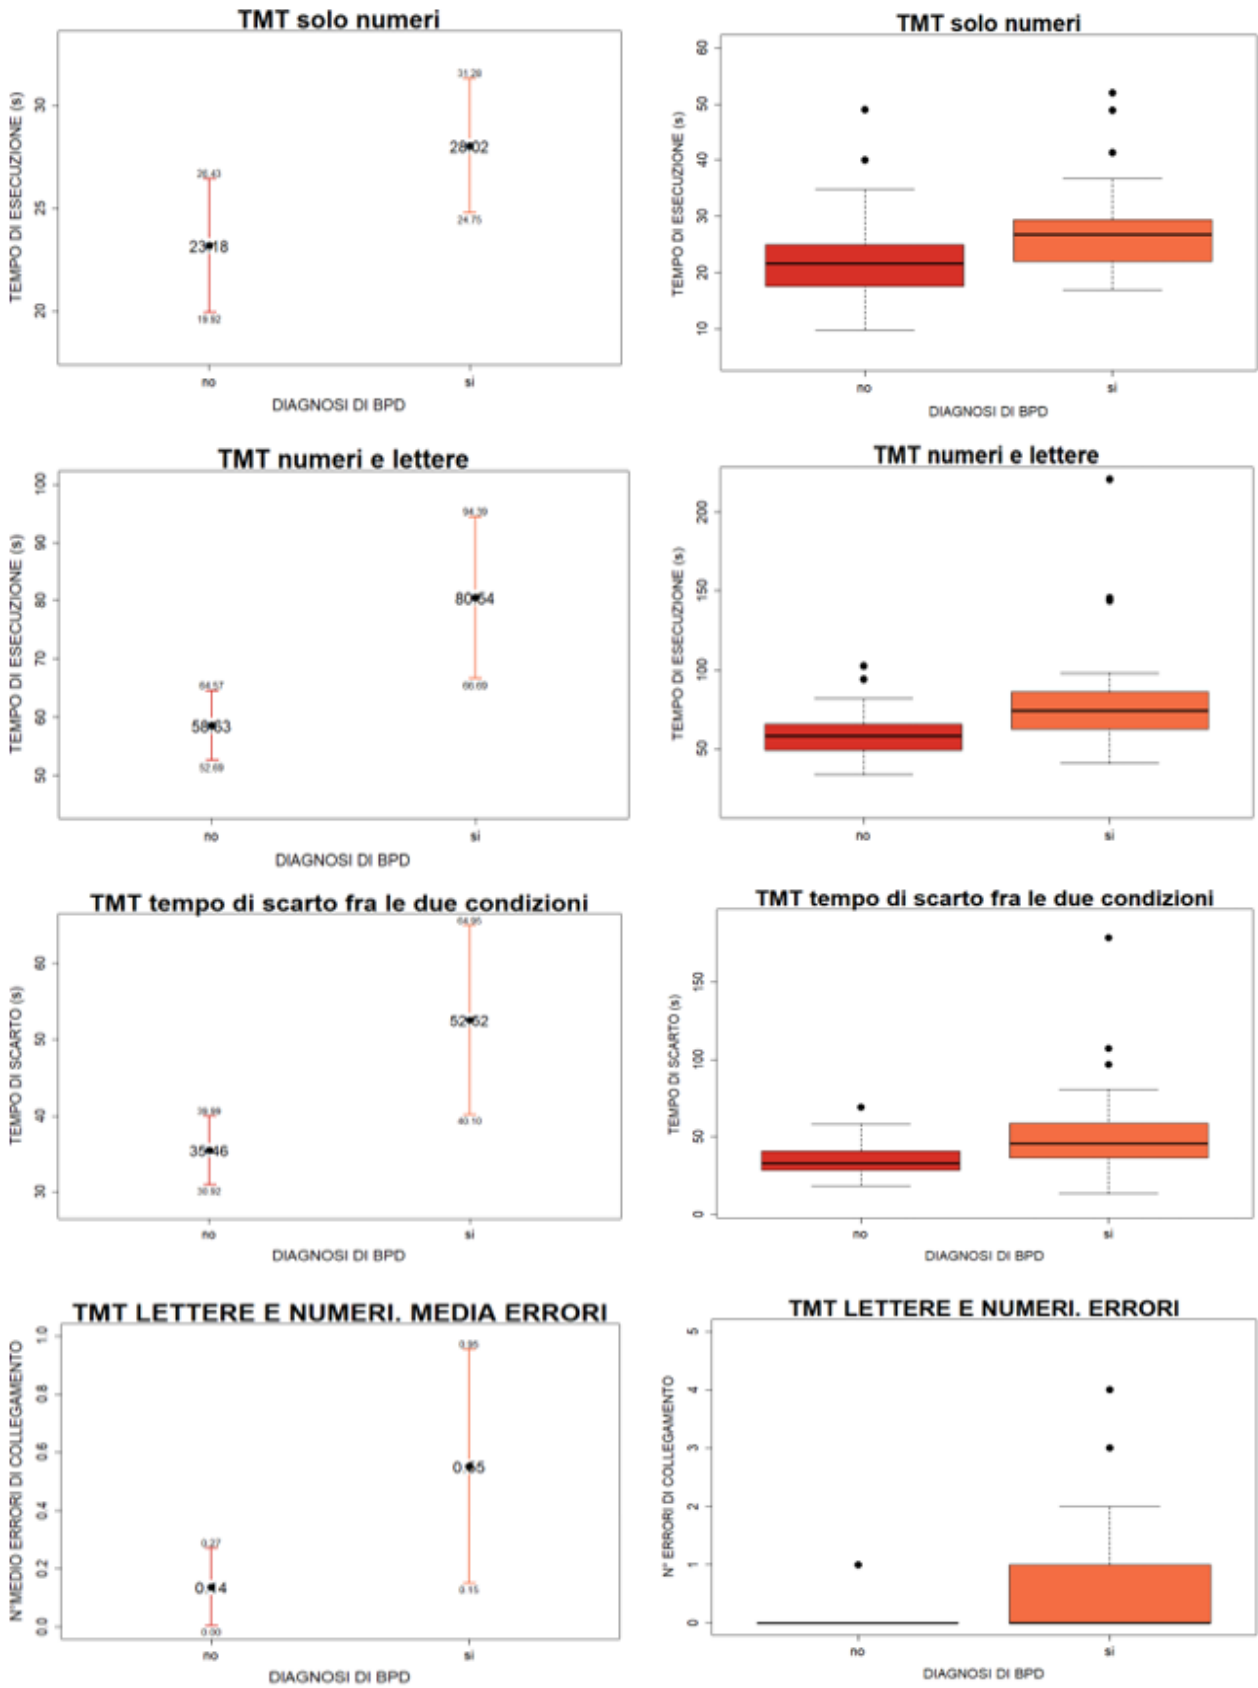 TMT solo numeri
TEMPO DI ESECUZIONE (s)
30
25
20
31.28
28.02
24.75
26.43
23.18
19.92
no
si
DIAGNOSI DI BPD
TMT solo numeri
TEMPO DI ESECUZIONE (s)
60
50
40
30
20
10
no
si
DIAGNOSI DI BPD
TMT numeri e lettere
TEMPO DI ESECUZIONE (s)
100
90
80
70
60
50
94.39
80.54
66.69
64.57
58.63
52.69
no
si
DIAGNOSI DI BPD
TMT numeri e lettere
TEMPO DI ESECUZIONE (s)
200
150
100
50
no
si
DIAGNOSI DI BPD
TMT tempo di scarto fra le due condizioni
TEMPO DI SCARTO (s)
60
50
40
30
64.95
52.52
40.10
39.99
35.46
30.92
no
si
DIAGNOSI DI BPD
TMT tempo di scarto fra le due condizioni
TEMPO DI SCARTO (s)
150
100
50
0
no
si
DIAGNOSI DI BPD
TMT LETTERE E NUMERI. MEDIA ERRORI
N°MEDIO ERRORI DI COLLEGAMENTO
1.0
0.8
0.6
0.4
0.2
0.0
0.95
0.55
0.15
0.27
0.14
0.00
no
si
DIAGNOSI DI BPD
TMT LETTERE E NUMERI. ERRORI
N° ERRORI DI COLLEGAMENTO
5
4
3
2
1
0
no
si
DIAGNOSI DI BPD